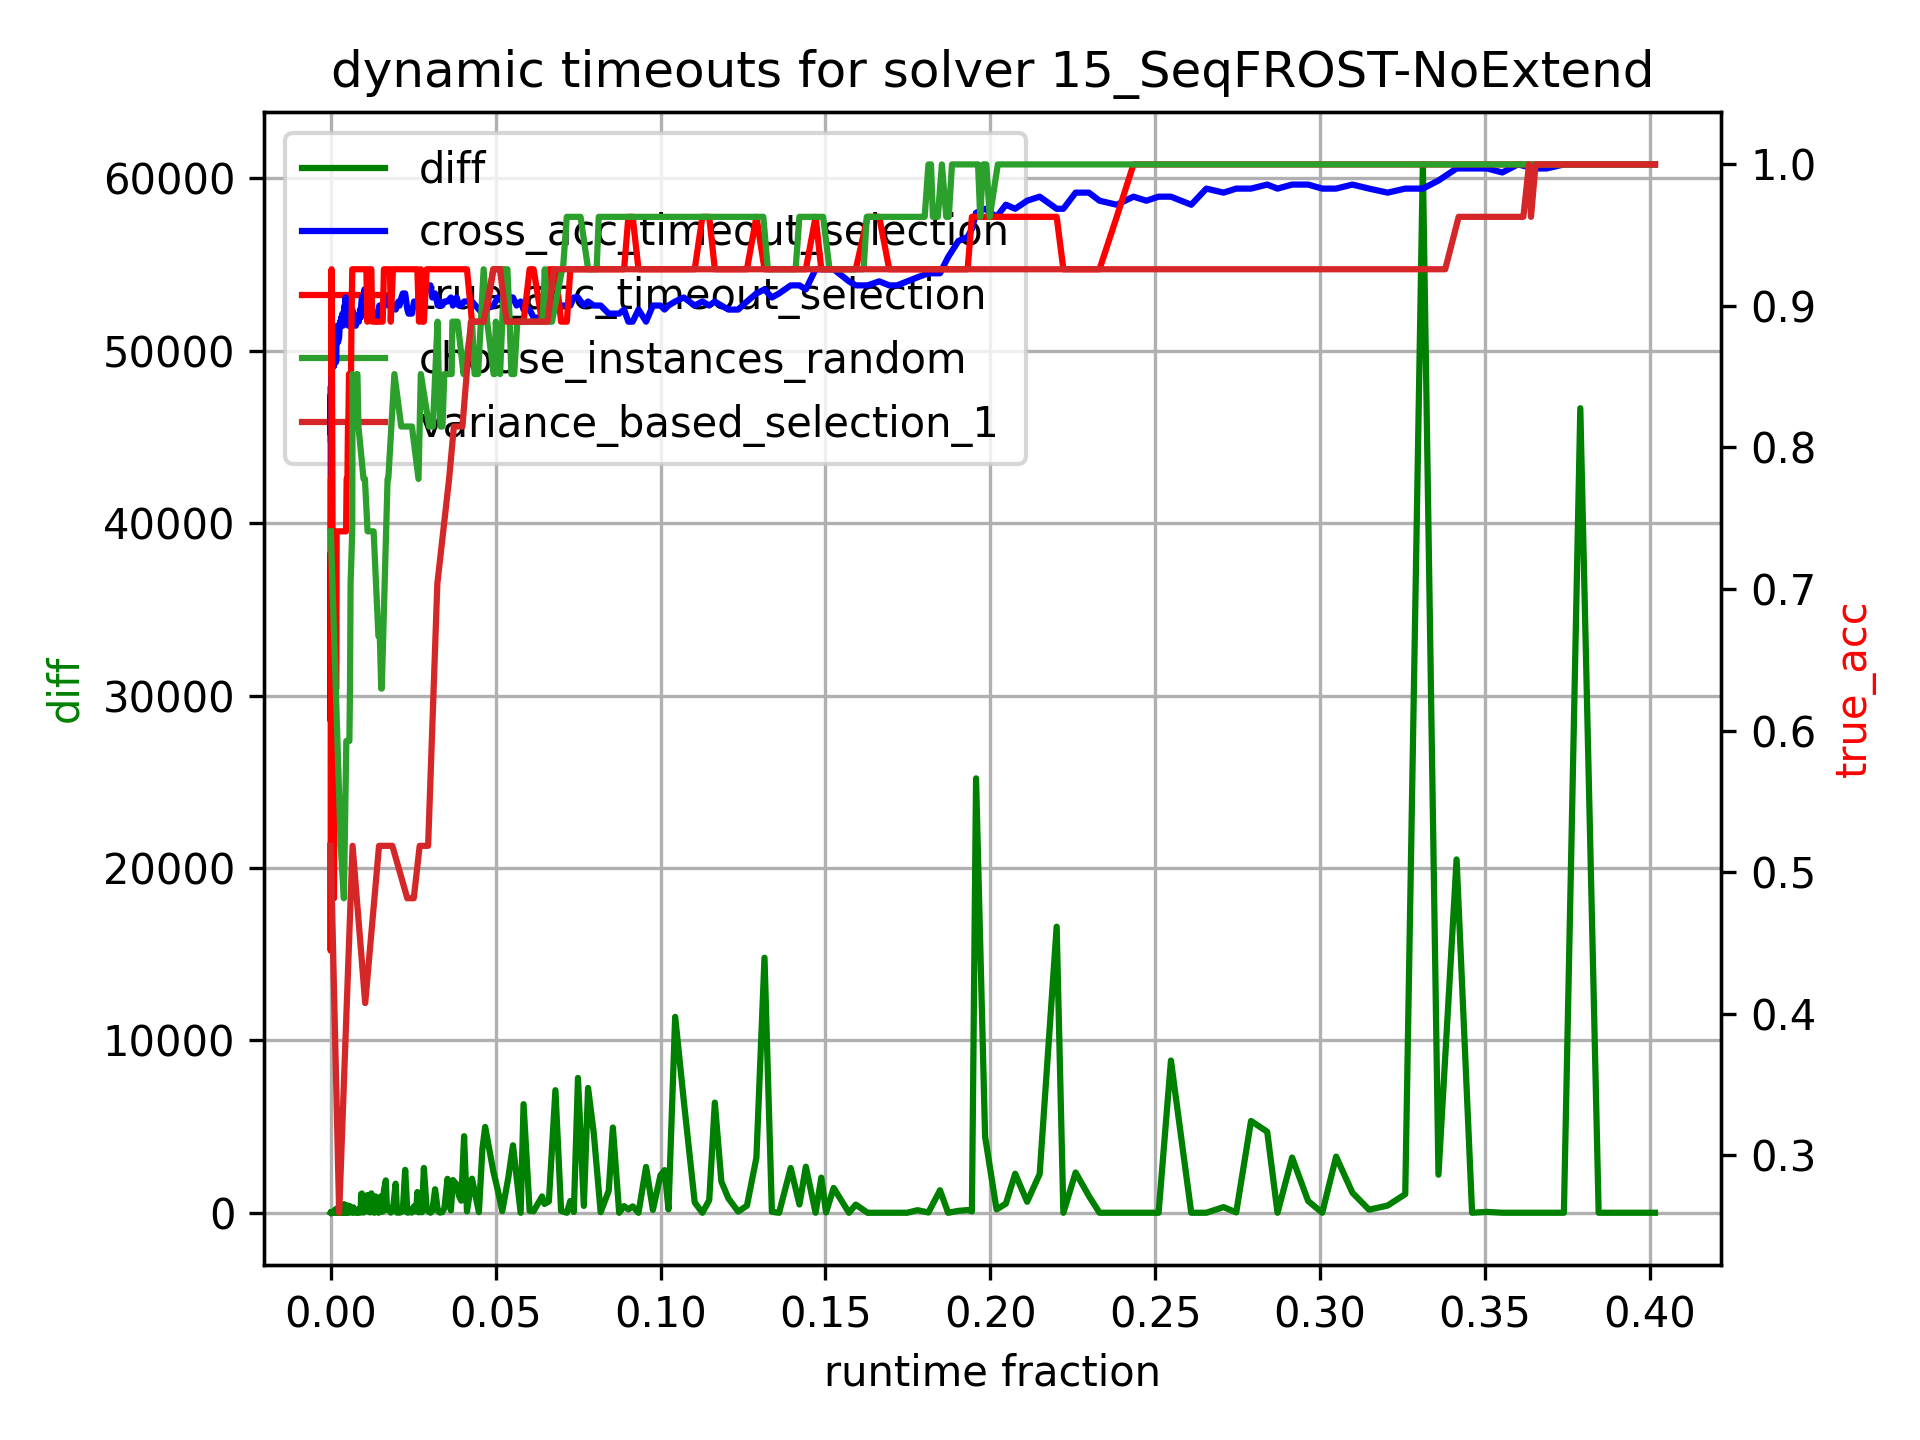 dynamic timeouts for solver 15_SeqFROST-NoExtend
diff
cross_acc_timeout_selection
true_acc_timeout_selection
choose_instances_random
variance_based_selection_1
60000
50000
40000
30000
20000
10000
0
diff
1.0
0.9
0.8
0.7
0.6
0.5
0.4
0.3
true_acc
0.00 0.05 0.10 0.15 0.20 0.25 0.30 0.35 0.40
runtime fraction